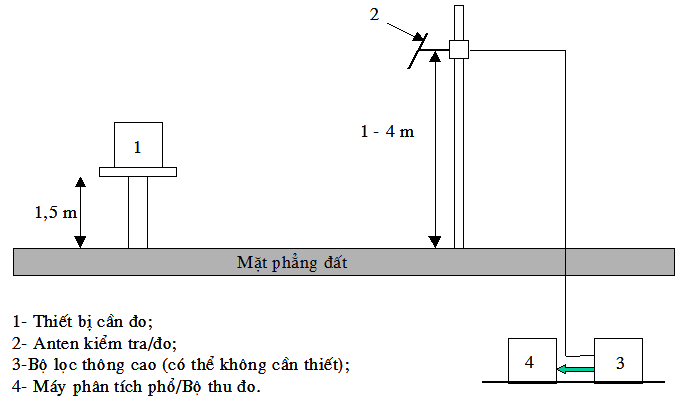 2
1
1 - 4 m
1,5 m
Mặt phẳng đất
1- Thiết bị cần đo;
2- Anten kiểm tra/đo;
3-Bộ lọc thông cao (có thể không cần thiết);
4- Máy phân tích phổ/Bộ thu đo.
4
3